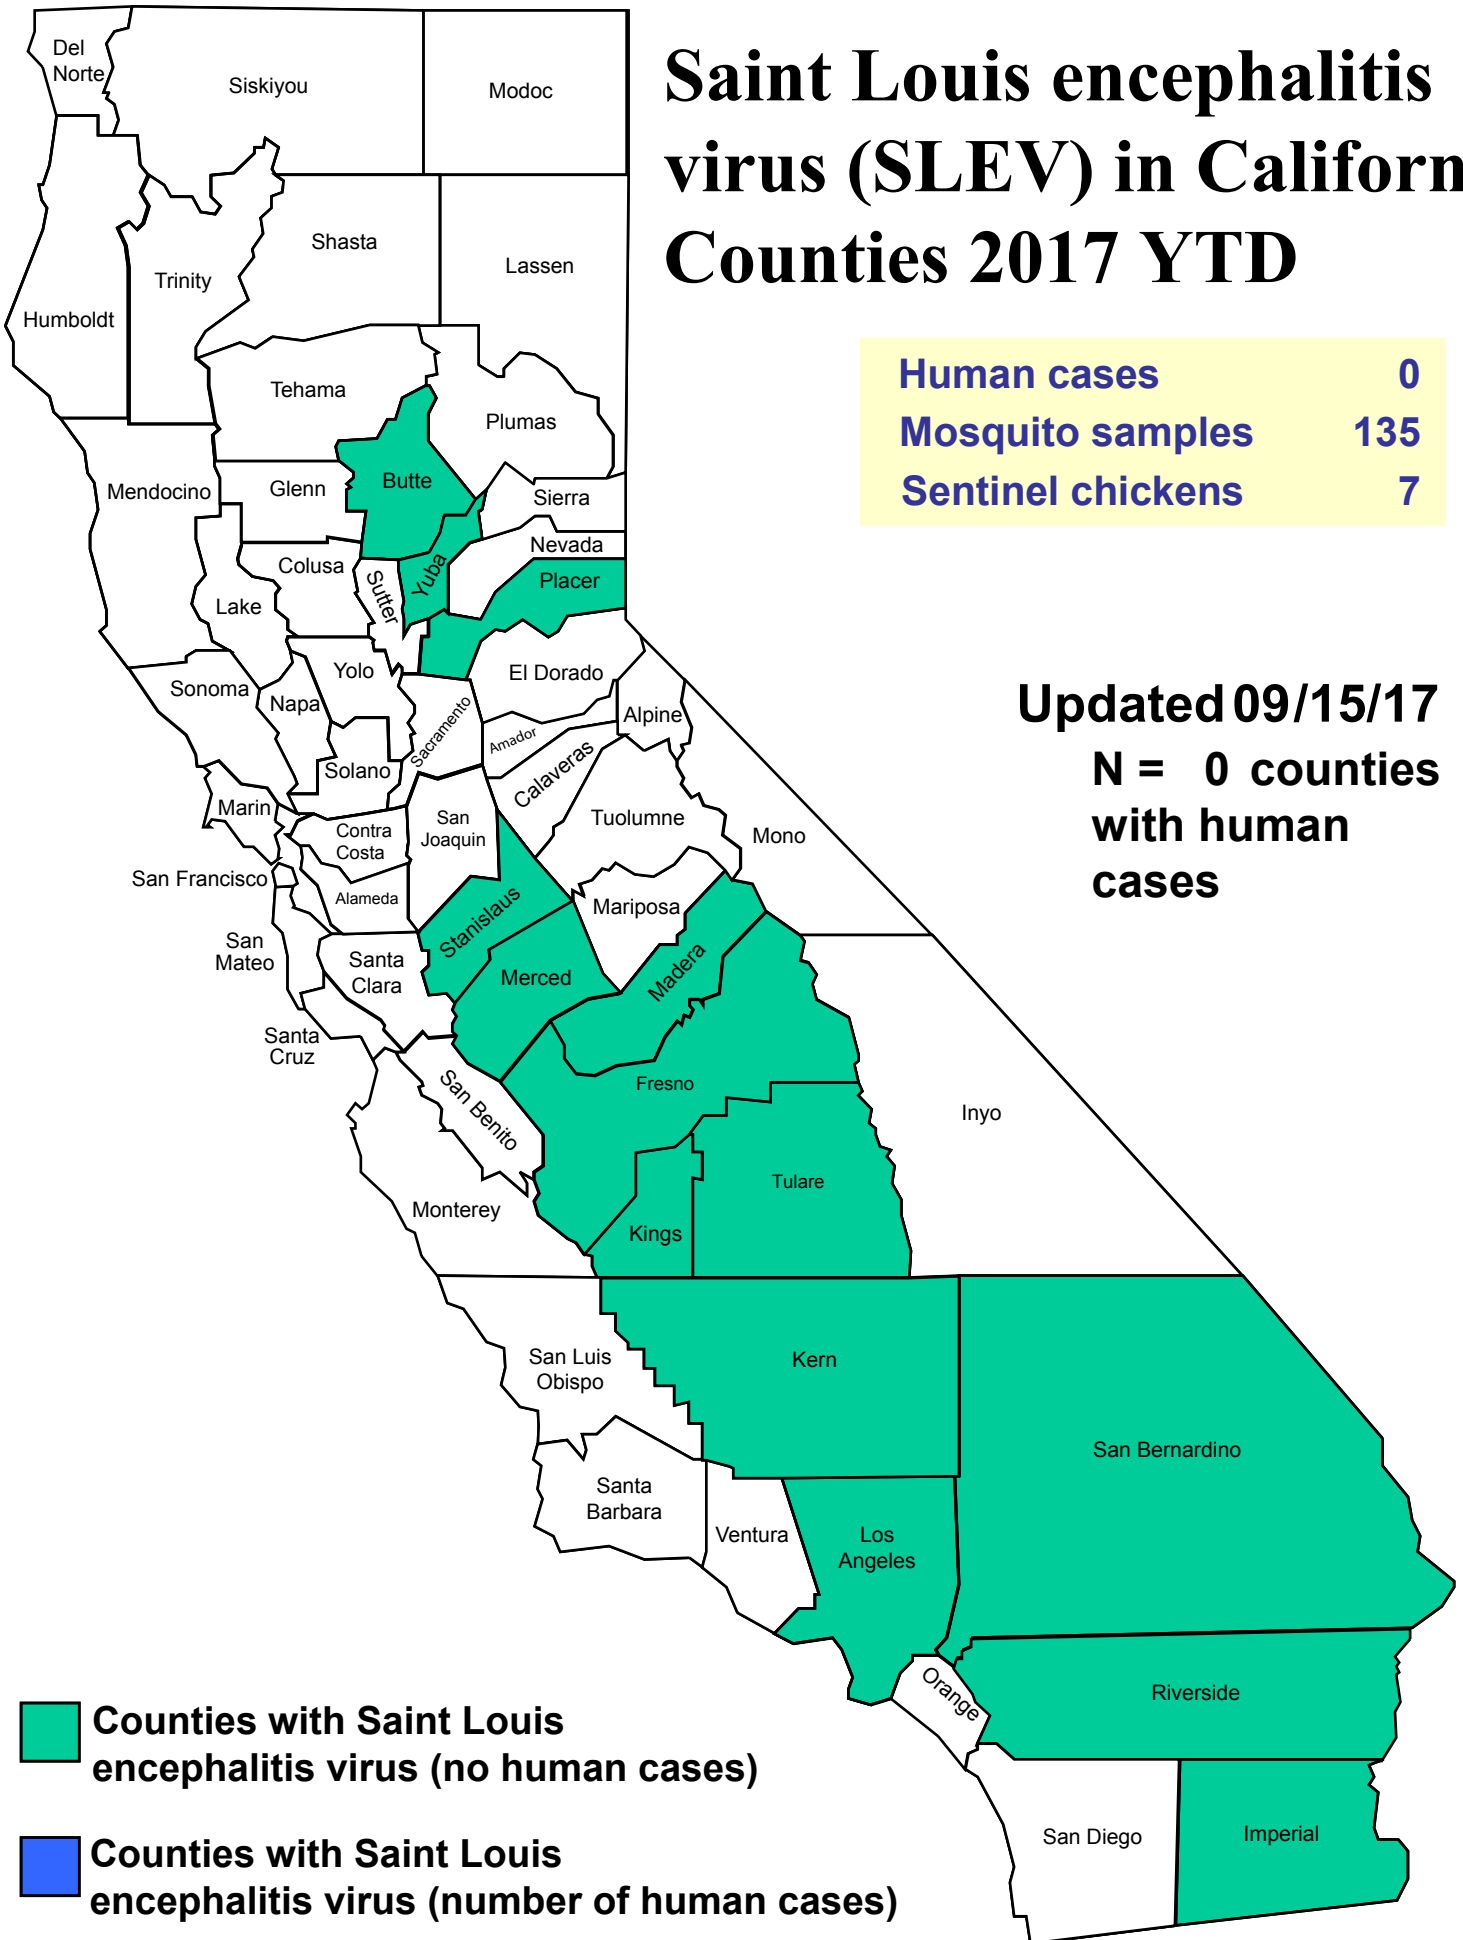 Saint Louis encephalitis
virus (SLEV) in Californ
Counties 2017 YTD
Human cases 0
Mosquito samples 135
Sentinel chickens 7
Updated 09/15/17
N = 0 counties
with human
cases
Del
Norte
Siskiyou
Modoc
Shasta
Lassen
Trinity
Humboldt
Tehama
Plumas
Butte
Glenn
Mendocino
Sierra
Nevada
Colusa
Sutter
Yuba
Placer
Lake
El Dorado
Yolo
Sonoma
Napa
Sacramento
Alpine
Amador
Calaveras
Solano
Marin
San
Joaquin
Tuolumne
Mono
Contra
Costa
San Francisco
Alameda
Mariposa
Stanislaus
San
Mateo
Santa
Clara
Merced
Madera
Santa
Cruz
Fresno
San Benito
Inyo
Tulare
Monterey
Kings
San Luis
Obispo
Kern
San Bernardino
Santa
Barbara
Ventura
Los
Angeles
Orange
Riverside
San Diego
Imperial
Counties with Saint Louis
encephalitis virus (no human cases)
Counties with Saint Louis
encephalitis virus (number of human cases)